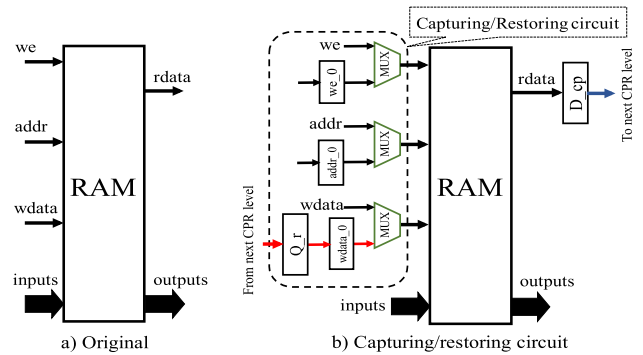 we
addr
wdata
inputs
RAM
rdata
outputs
a) Original
Capturing/Restoring circuit
we
we_0
MUX
addr
addr_0
MUX
wdata
From next CPR level
Q_r
wdata_0
MUX
inputs
RAM
rdata
D_cp
To next CPR level
outputs
b) Capturing/restoring circuit